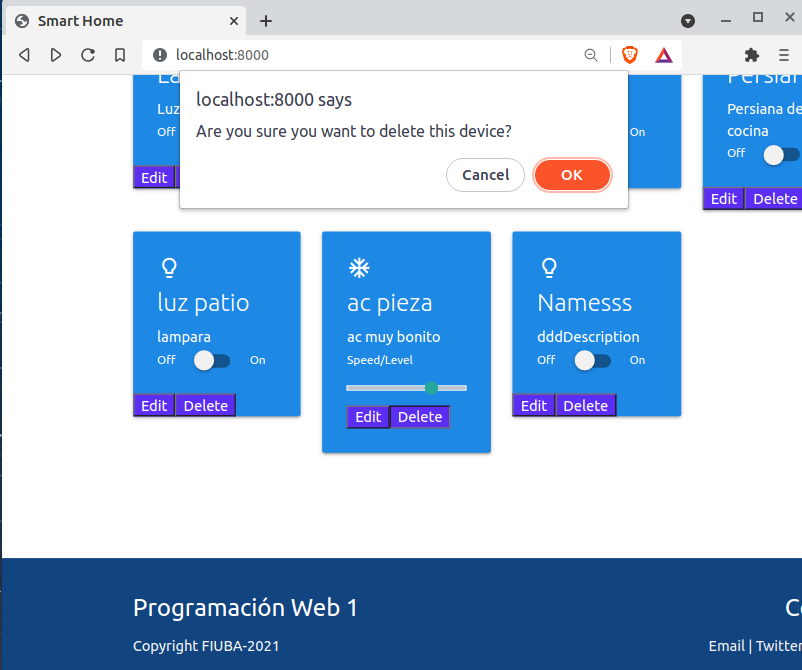 Smart Home
localhost:8000
localhost:8000 says
Are you sure you want to delete this device?
Cancel
OK
Luz
Off
Edit
On
Persiana de
cocina
Off
Edit
Delete
luz patio
lampara
Off
On
Edit
Delete
ac pieza
ac muy bonito
Speed/Level
Edit
Delete
Namesss
dddDescription
Off
On
Edit
Delete
Programación Web 1
Copyright FIUBA-2021
Email | Twitter